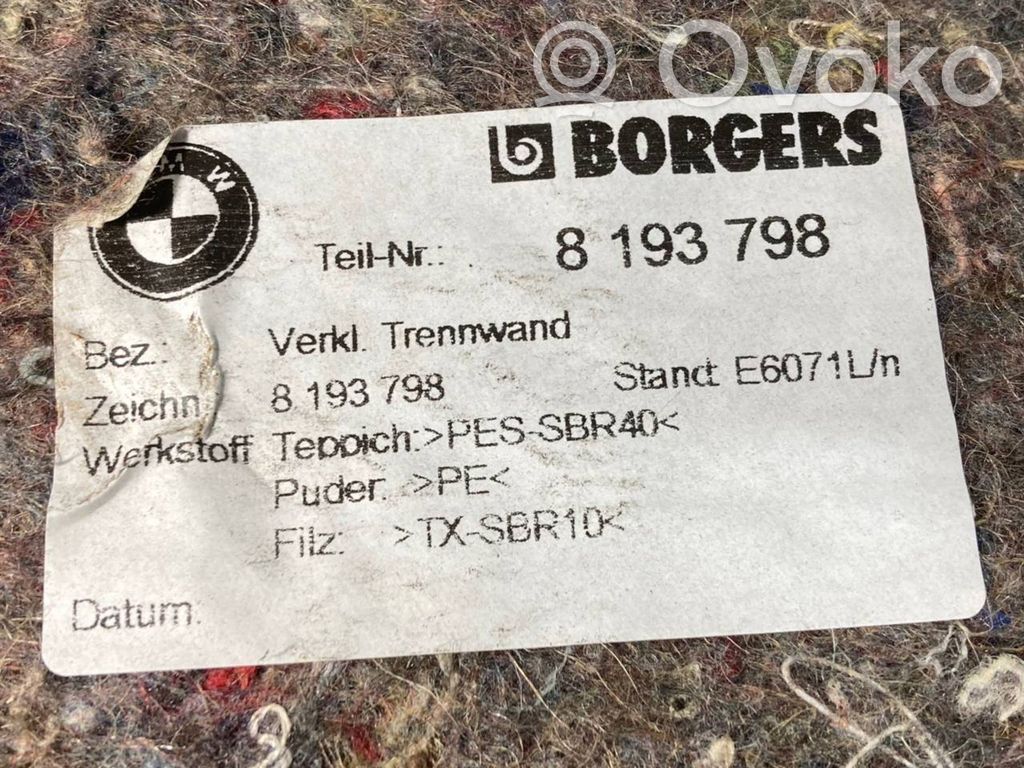 Ovoko
BMW
b BORGERS
Teil-Nr.: 8 193 798
Bez.: Verkl. Trennwand
Zeichn 8 193 798 Stand: E6071L/n
Werkstoff Teppich: >PES-SBR40<
Puder: >PE<
Filz: >TX-SBR10<
Datum: